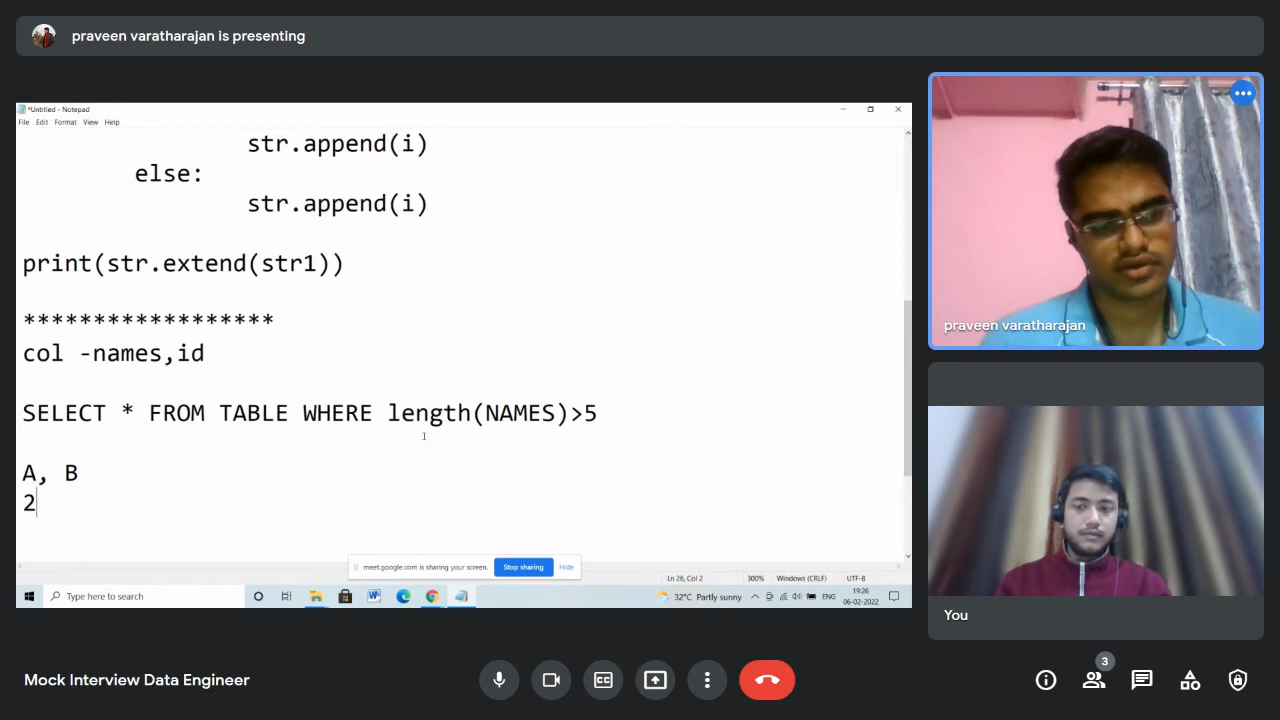 praveen varatharajan is presenting
*Untitled - Notepad
File Edit Format View Help
str.append(i)
else:
str.append(i)
print(str.extend(str1))
******************
col -names,id
SELECT * FROM TABLE WHERE length(NAMES)>5
A, B
2
meet.google.com is sharing your screen. Stop sharing Hide
Ln 26, Col 2 300% Windows (CRLF) UTF-8
Type here to search
32°C Partly sunny
ENG
19:26
06-02-2022
praveen varatharajan
You
Mock Interview Data Engineer
CC
3